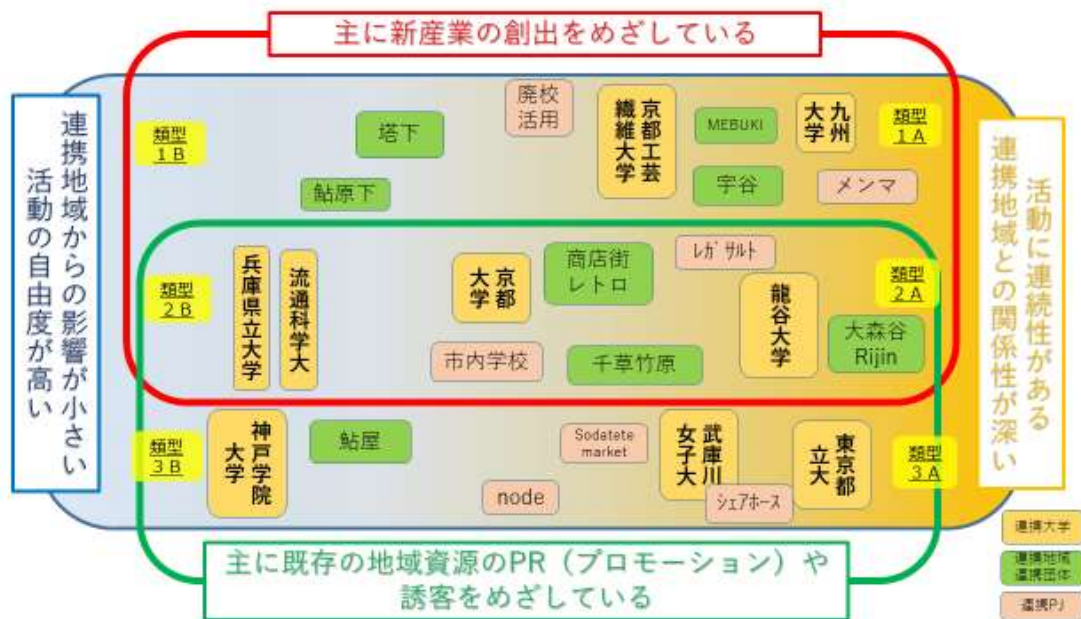 主に新産業の創出をめざしている
連携地域からの影響が小さい
活動の自由度が高い
活動に連続性がある
連携地域との関係性が深い
類型
1B
塔下
鮎原下
廃校
活用
京都工芸
繊維大学
MEBUKI
宇谷
九州
大学
メンマ
類型
1A
類型
2B
兵庫県立大学
流通科学大
京都
大学
商店街
レトロ
レガサルト
龍谷大学
大森谷
Rijin
類型
2A
市内学校
千草竹原
類型
3B
神戸学院
大学
鮎屋
node
Sodatete
market
武庫川
女子大
シェアホース
東京都
立大
類型
3A
主に既存の地域資源のPR（プロモーション）や
誘客をめざしている
連携大学
連携地域
連携団体
連携PJ